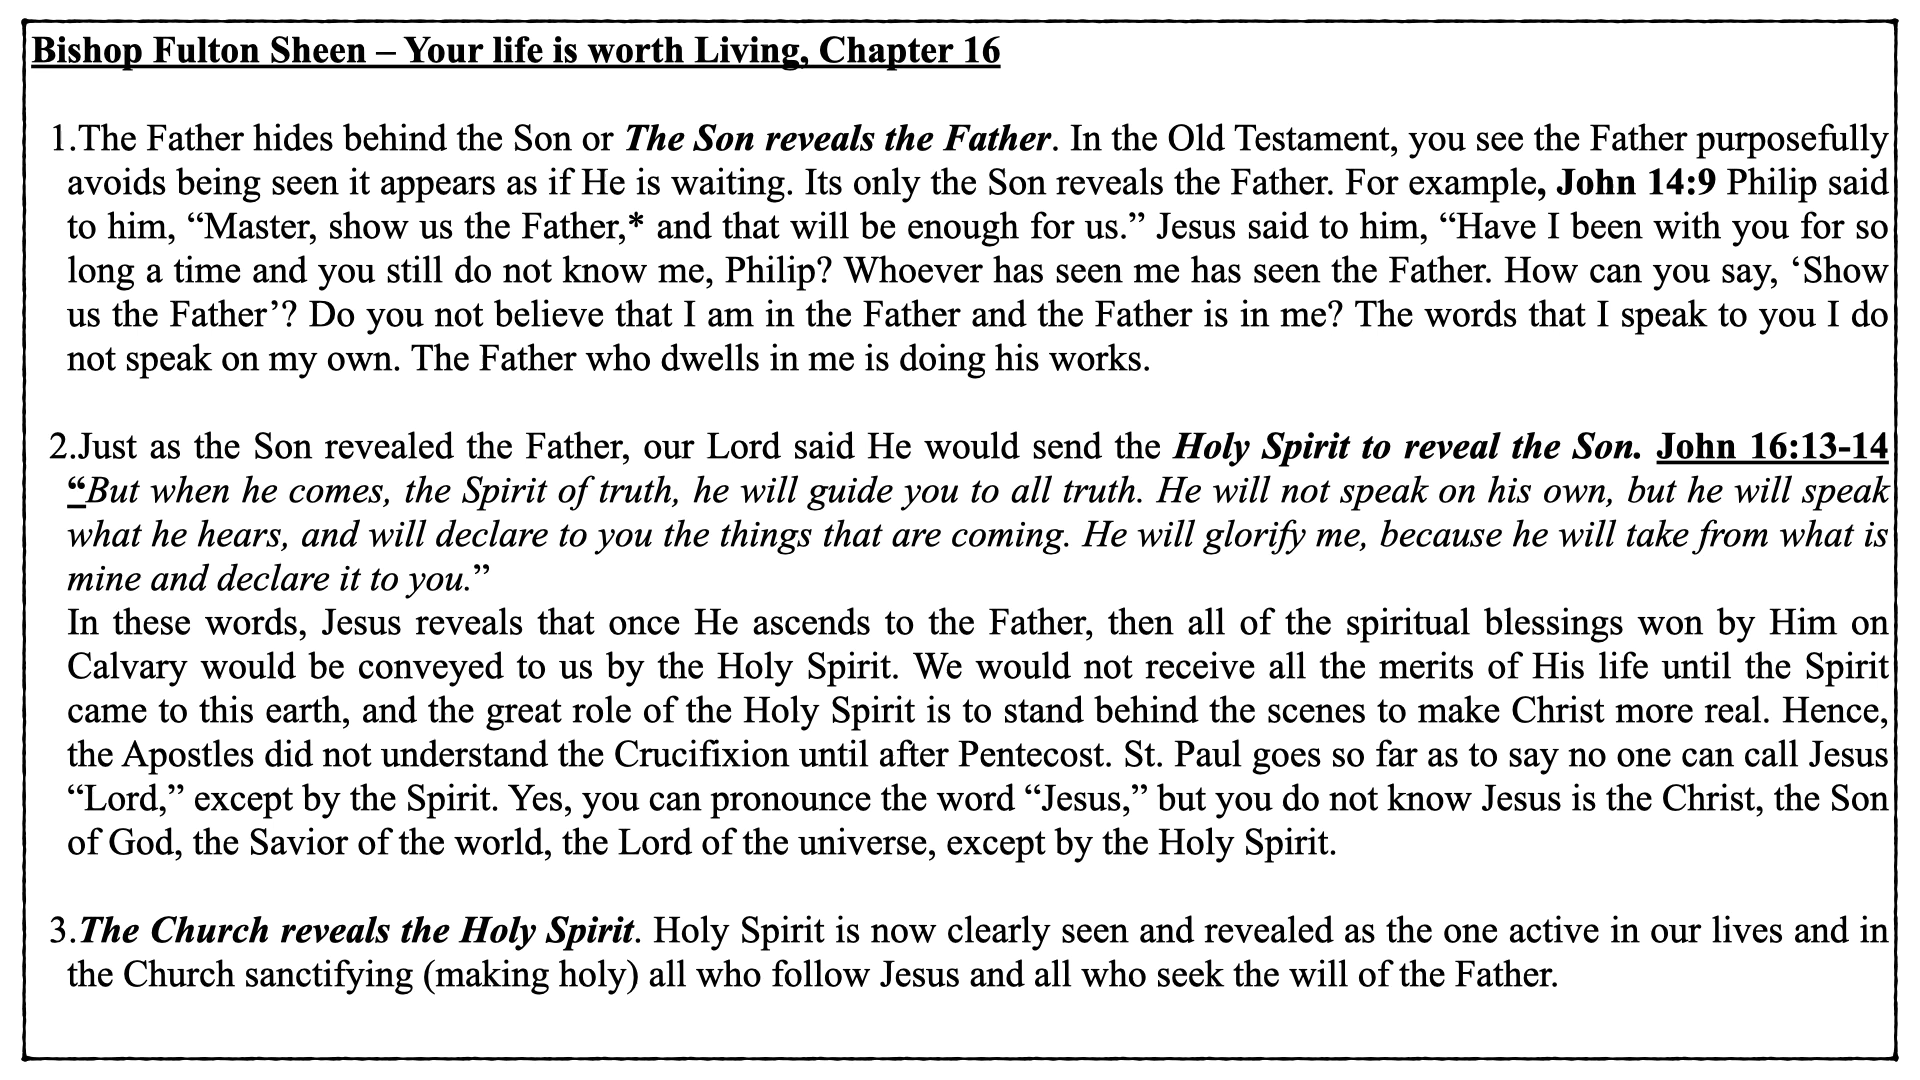 Bishop Fulton Sheen – Your life is worth Living, Chapter 16
1.The Father hides behind the Son or The Son reveals the Father. In the Old Testament, you see the Father purposefully
avoids being seen it appears as if He is waiting. Its only the Son reveals the Father. For example, John 14:9 Philip said
to him, “Master, show us the Father,* and that will be enough for us.” Jesus said to him, “Have I been with you for so
long a time and you still do not know me, Philip? Whoever has seen me has seen the Father. How can you say, ‘Show
us the Father’? Do you not believe that I am in the Father and the Father is in me? The words that I speak to you I do
not speak on my own. The Father who dwells in me is doing his works.
2.Just as the Son revealed the Father, our Lord said He would send the Holy Spirit to reveal the Son. John 16:13-14
“But when he comes, the Spirit of truth, he will guide you to all truth. He will not speak on his own, but he will speak
what he hears, and will declare to you the things that are coming. He will glorify me, because he will take from what is
mine and declare it to you.”
In these words, Jesus reveals that once He ascends to the Father, then all of the spiritual blessings won by Him on
Calvary would be conveyed to us by the Holy Spirit. We would not receive all the merits of His life until the Spirit
came to this earth, and the great role of the Holy Spirit is to stand behind the scenes to make Christ more real. Hence,
the Apostles did not understand the Crucifixion until after Pentecost. St. Paul goes so far as to say no one can call Jesus
“Lord,” except by the Spirit. Yes, you can pronounce the word “Jesus,” but you do not know Jesus is the Christ, the Son
of God, the Savior of the world, the Lord of the universe, except by the Holy Spirit.
3.The Church reveals the Holy Spirit. Holy Spirit is now clearly seen and revealed as the one active in our lives and in
the Church sanctifying (making holy) all who follow Jesus and all who seek the will of the Father.